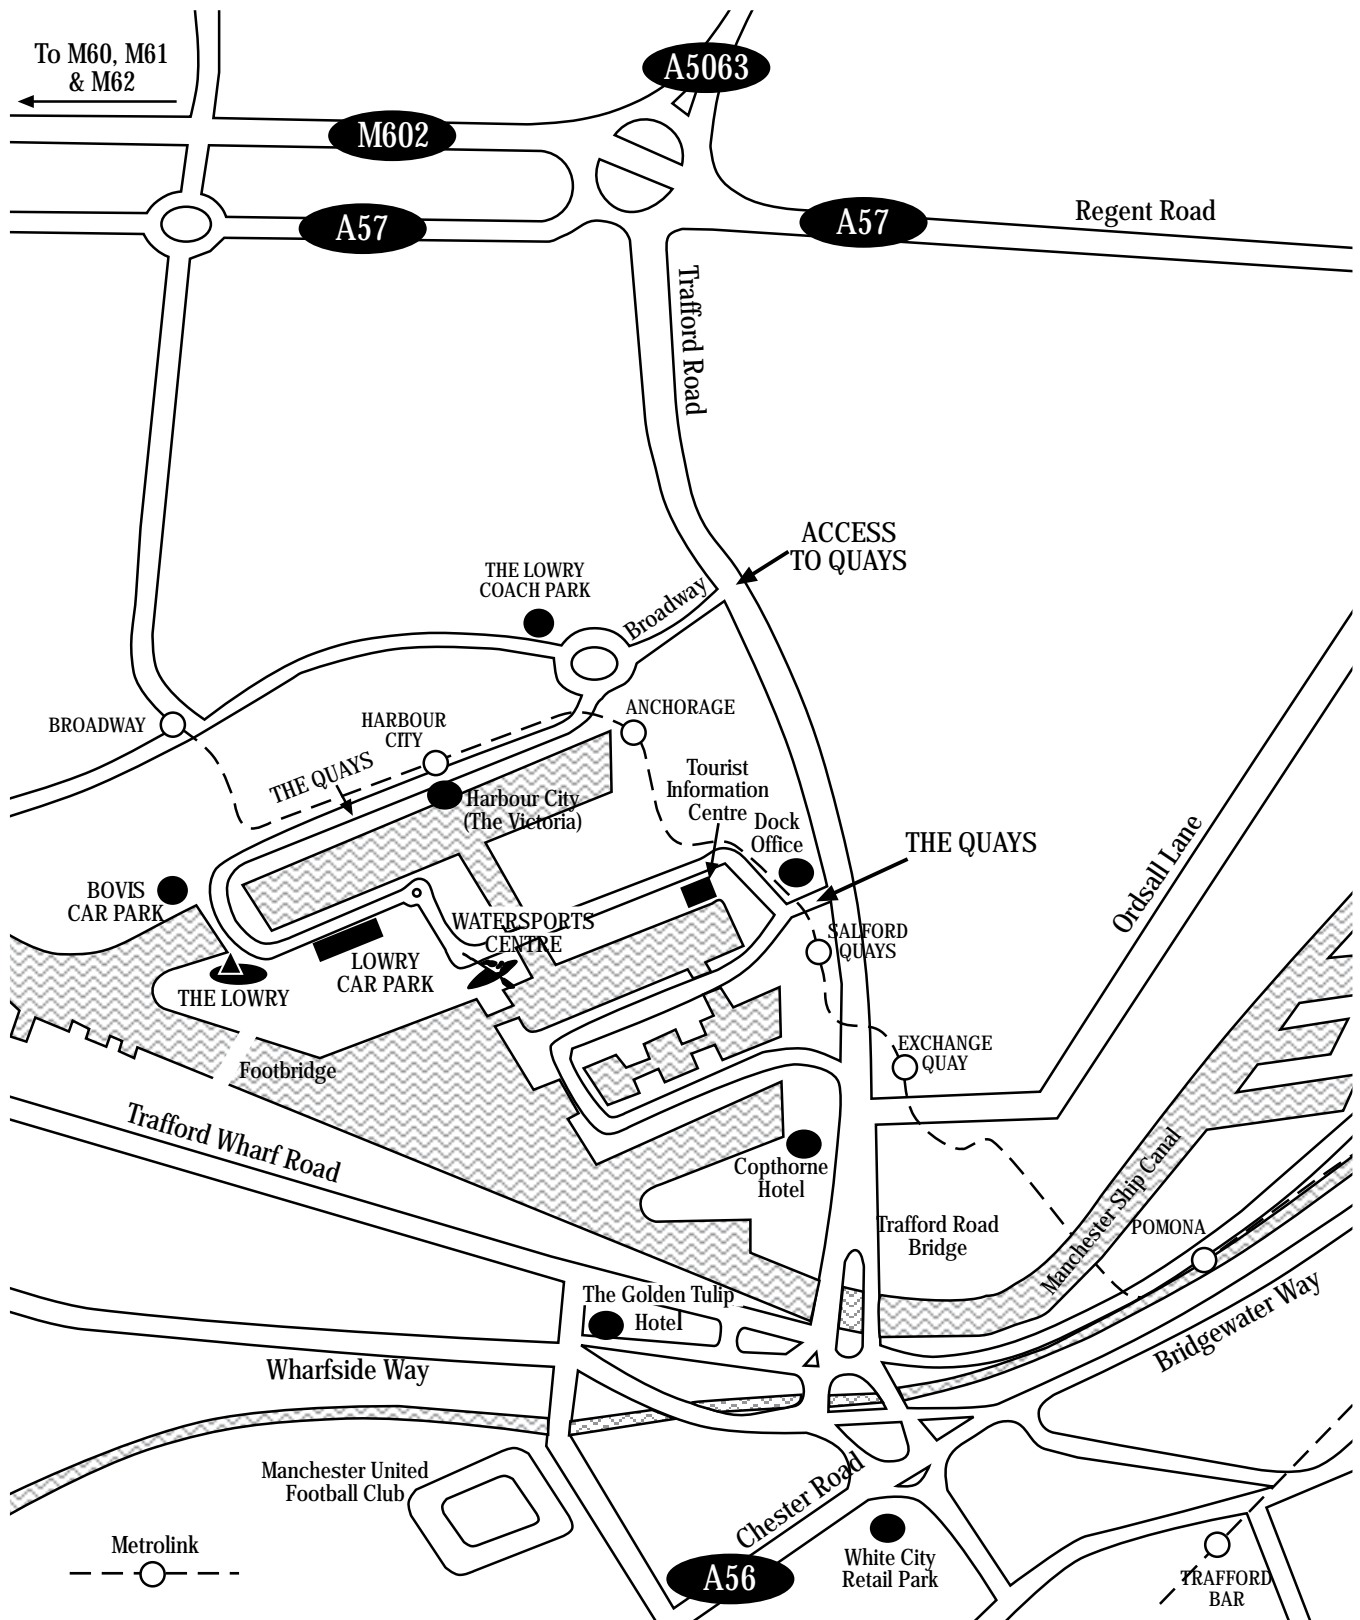 To M60, M61
& M62
A5063
M602
A57
A57
Regent Road
Trafford Road
ACCESS
TO QUAYS
THE LOWRY
COACH PARK
Broadway
BROADWAY
HARBOUR
CITY
ANCHORAGE
THE QUAYS
Tourist
Information
Centre
Harbour City
(The Victoria)
Dock
Office
THE QUAYS
Ordsall Lane
BOVIS
CAR PARK
WATERSPORTS
CENTRE
SALFORD
QUAYS
LOWRY
CAR PARK
THE LOWRY
EXCHANGE
QUAY
Footbridge
Trafford Wharf Road
Copthorne
Hotel
Manchester Ship Canal
Trafford Road
Bridge
POMONA
The Golden Tulip
Hotel
Bridgewater Way
Wharfside Way
Manchester United
Football Club
Chester Road
Metrolink
A56
White City
Retail Park
TRAFFORD
BAR